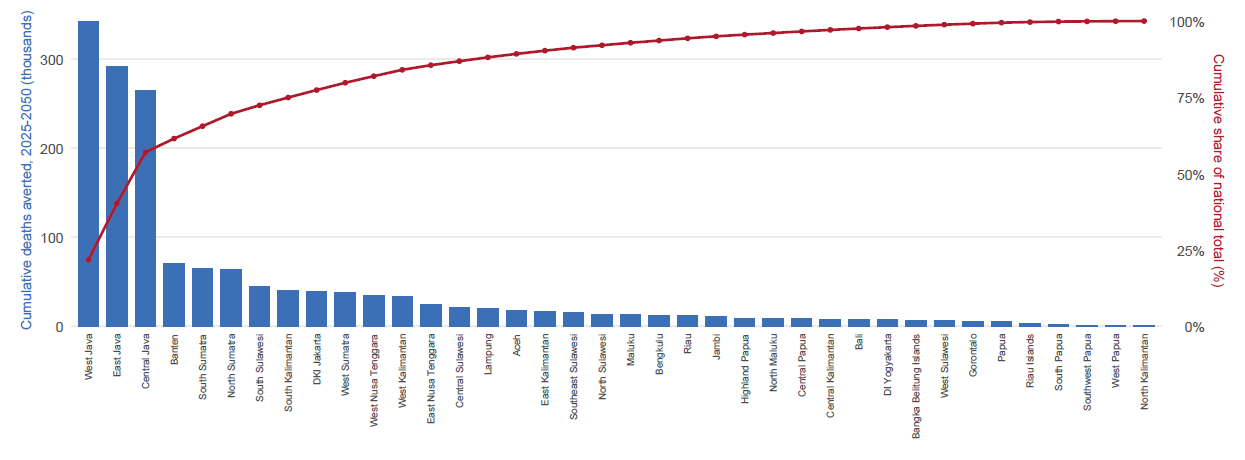 Cumulative deaths averted, 2025-2050 (thousands)
300
200
100
0
100%
75%
50%
25%
0%
Cumulative share of national total (%)
West Java
East Java
Central Java
Banten
South Sumatra
North Sumatra
South Sulawesi
South Kalimantan
DKI Jakarta
West Sumatra
West Nusa Tenggara
West Kalimantan
East Nusa Tenggara
Central Sulawesi
Lampung
Aceh
East Kalimantan
Southeast Sulawesi
North Sulawesi
Maluku
Bengkulu
Riau
Jambi
Highland Papua
North Maluku
Central Papua
Central Kalimantan
Bali
DI Yogyakarta
Bangka Belitung Islands
West Sulawesi
Gorontalo
Papua
Riau Islands
South Papua
Southwest Papua
West Papua
North Kalimantan